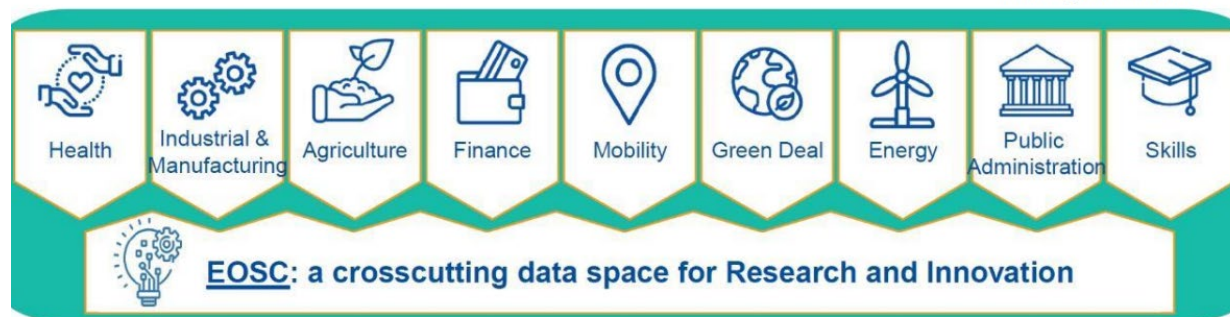 Health
Industrial &
Manufacturing
Agriculture
Finance
Mobility
Green Deal
Energy
Public
Administration
Skills
EOSC: a crosscutting data space for Research and Innovation